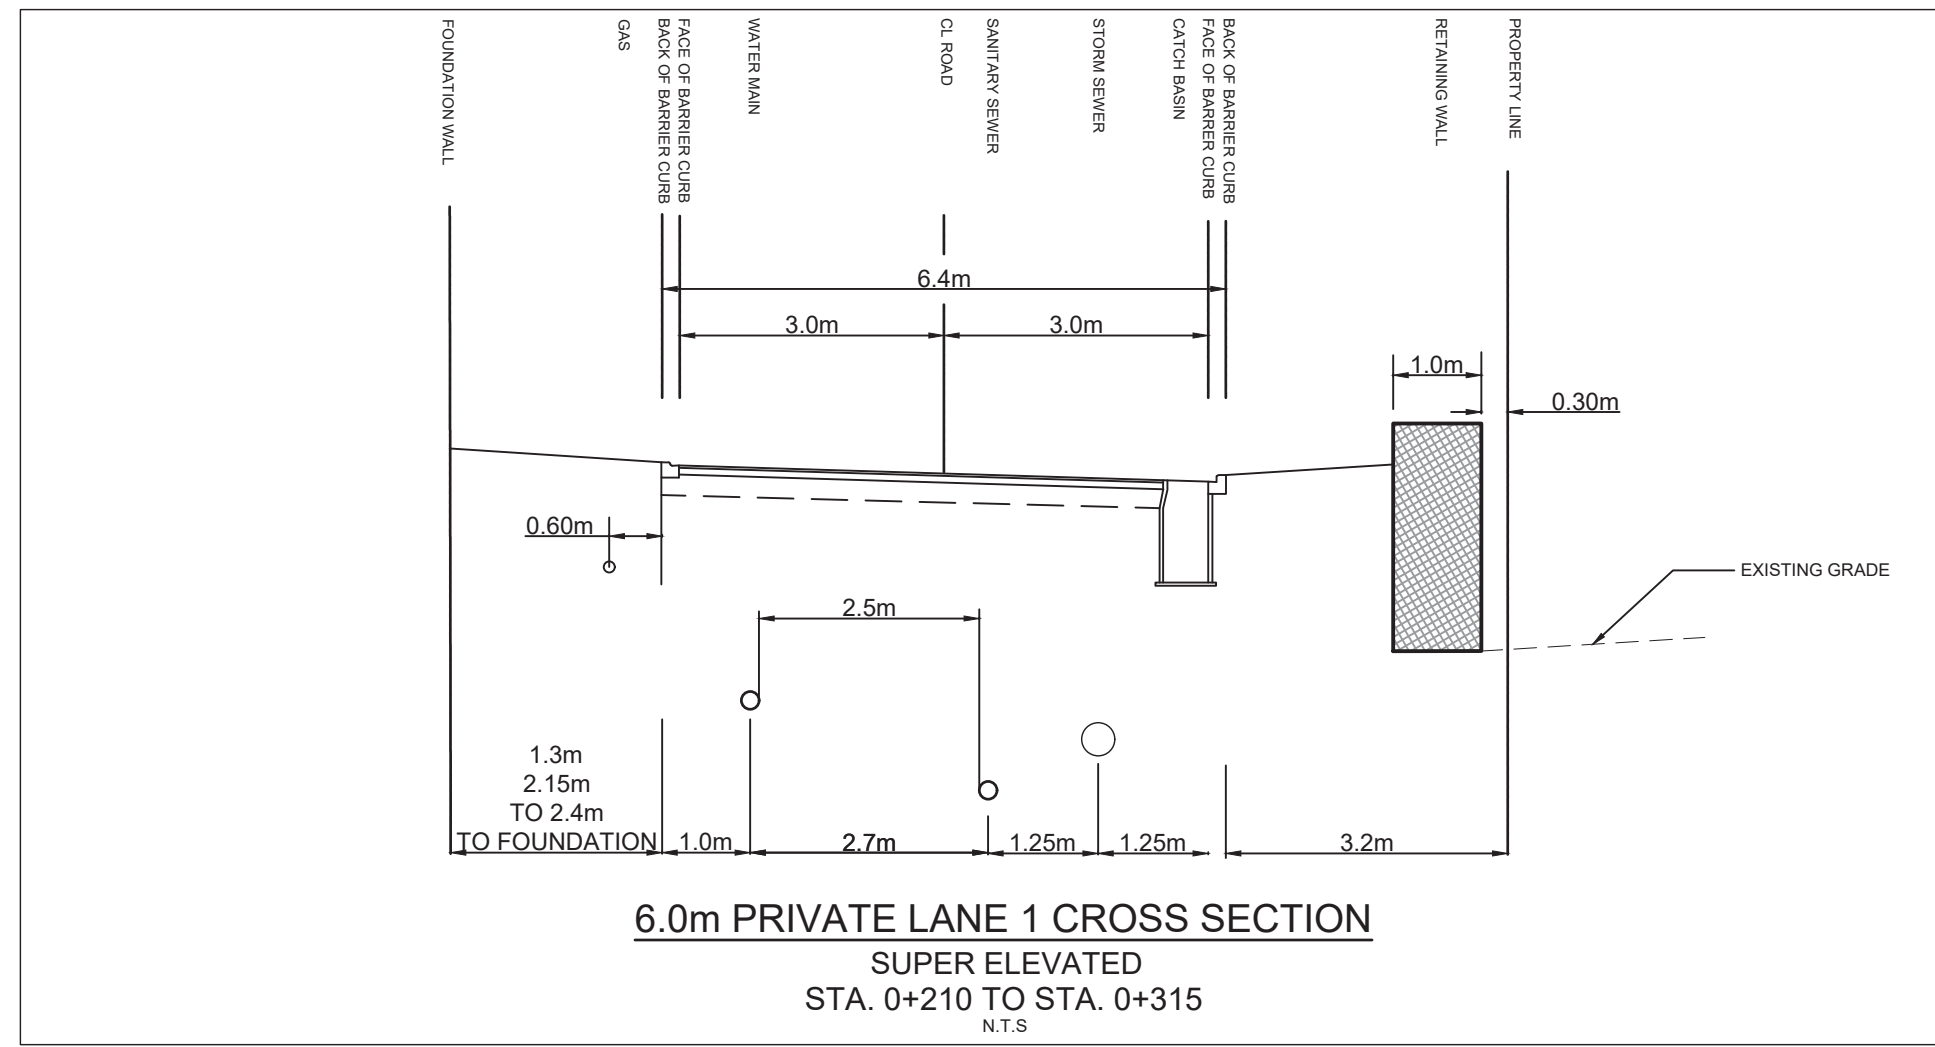 FOUNDATION WALL
GAS
BACK OF BARRIER CURB
FACE OF BARRIER CURB
WATER MAIN
CL ROAD
SANITARY SEWER
STORM SEWER
CATCH BASIN
FACE OF BARRER CURB
BACK OF BARRIER CURB
RETAINING WALL
PROPERTY LINE
6.4m
3.0m
3.0m
1.0m
0.30m
0.60m
EXISTING GRADE
2.5m
1.3m
2.15m
TO 2.4m
TO FOUNDATION
1.0m
2.7m
1.25m
1.25m
3.2m
6.0m PRIVATE LANE 1 CROSS SECTION
SUPER ELEVATED
STA. 0+210 TO STA. 0+315
N.T.S